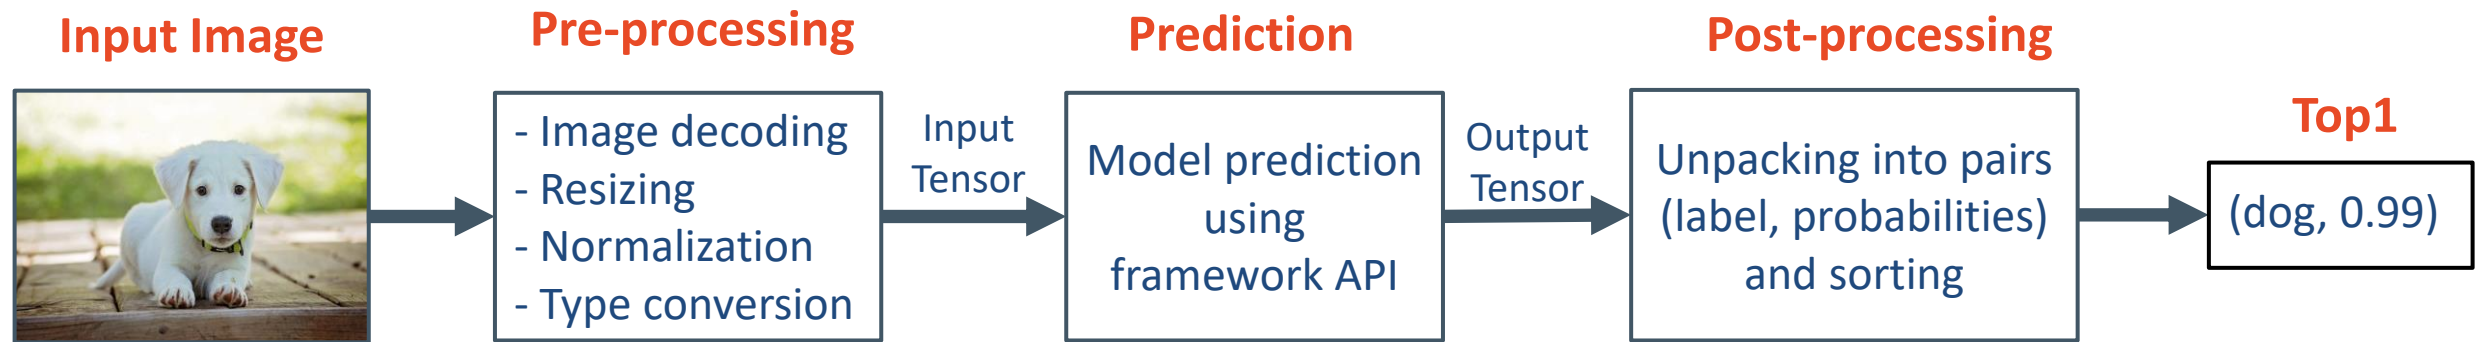 Input Image
Pre-processing
- Image decoding
- Resizing
- Normalization
- Type conversion
Input
Tensor
Prediction
Model prediction
using
framework API
Output
Tensor
Post-processing
Unpacking into pairs
(label, probabilities)
and sorting
Top1
(dog, 0.99)